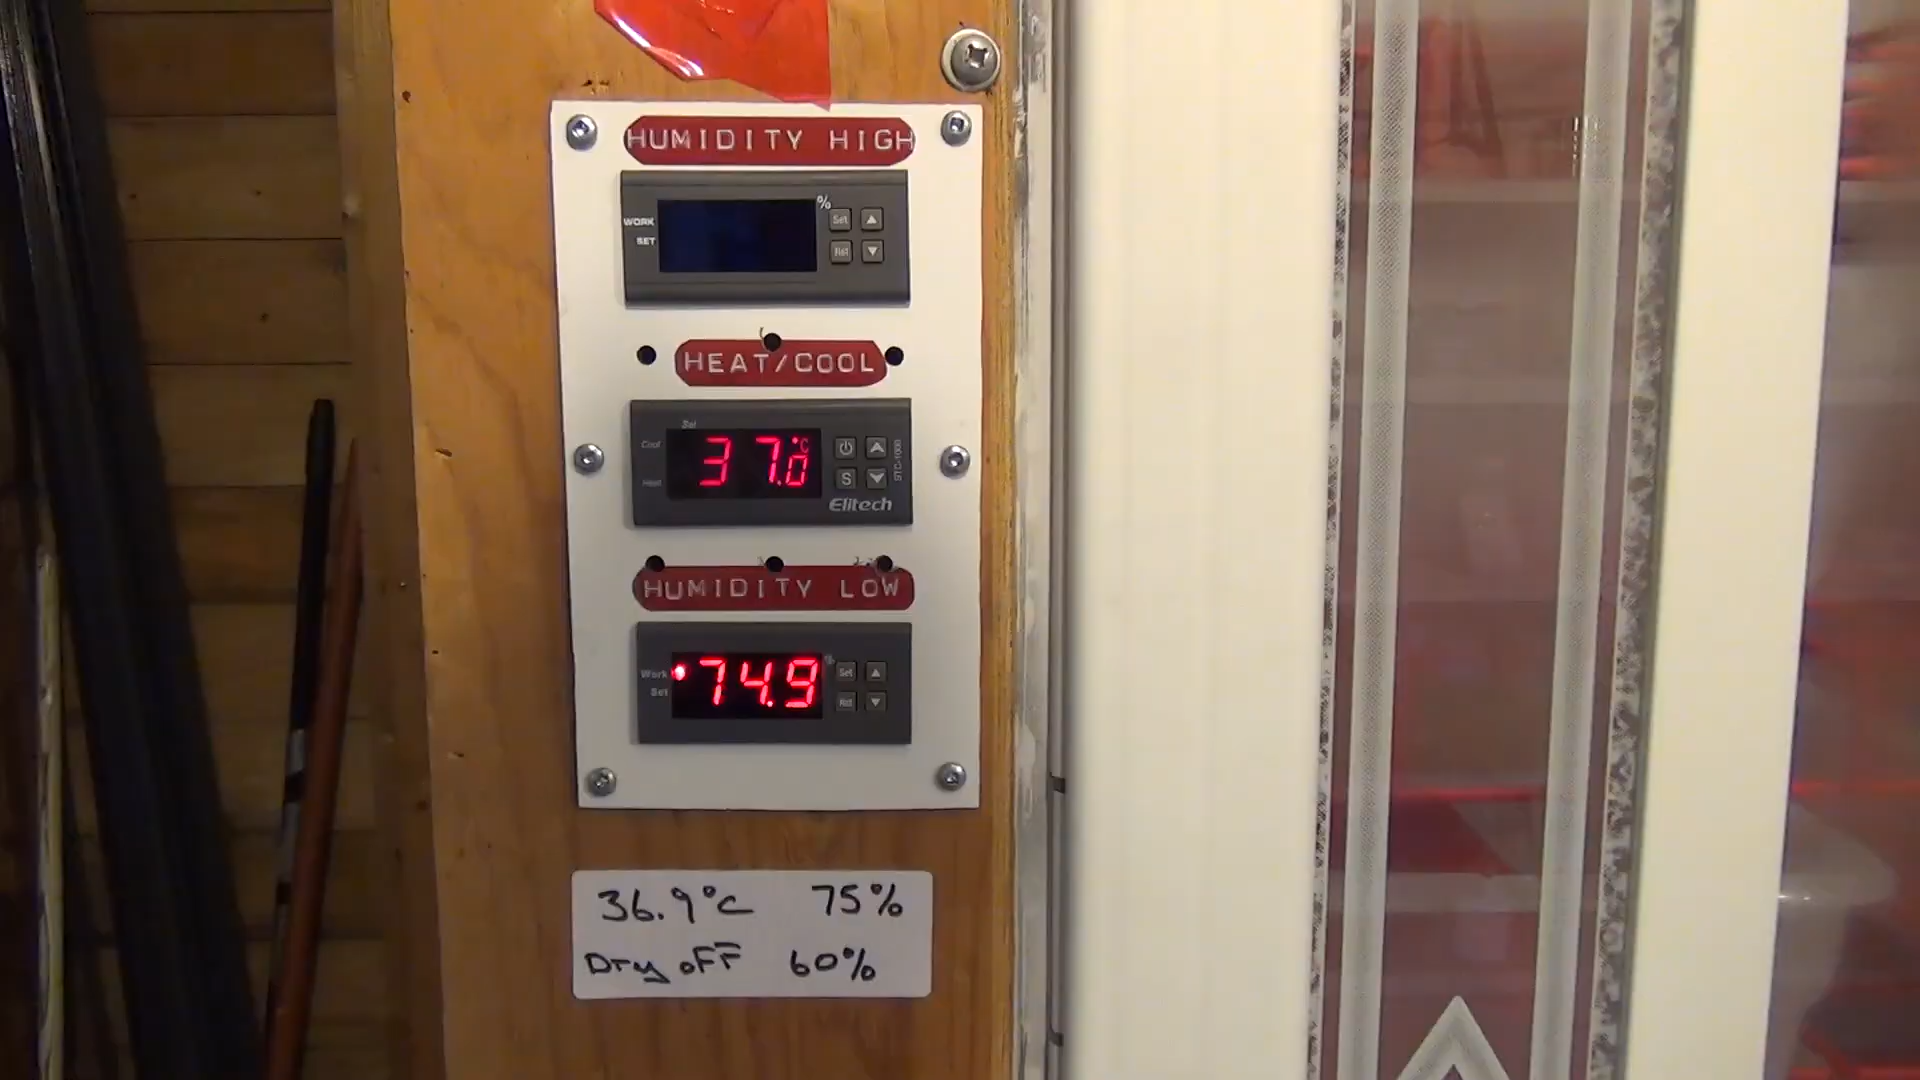 HUMIDITY HIGH
%
WORK
SET
Set
Rst
HEAT/COOL
Set
Cool
Heat
37.0 °C
S
STC-1000
Elitech
HUMIDITY LOW
Work
Set
74.9 %
Set
Rst
36.9°C 75%
Dry off 60%